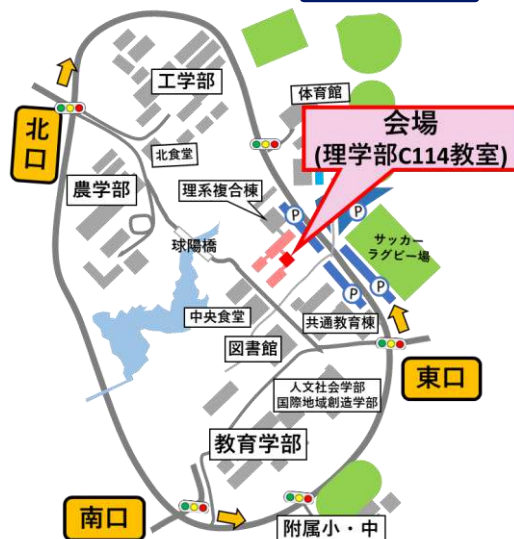 工学部
体育館
北口
会場
(理学部C114教室)
北食堂
農学部
理系複合棟
P
P
球陽橋
サッカー
ラグビー場
P
P
中央食堂
共通教育棟
図書館
東口
人文社会学部
国際地域創造学部
教育学部
南口
附属小・中